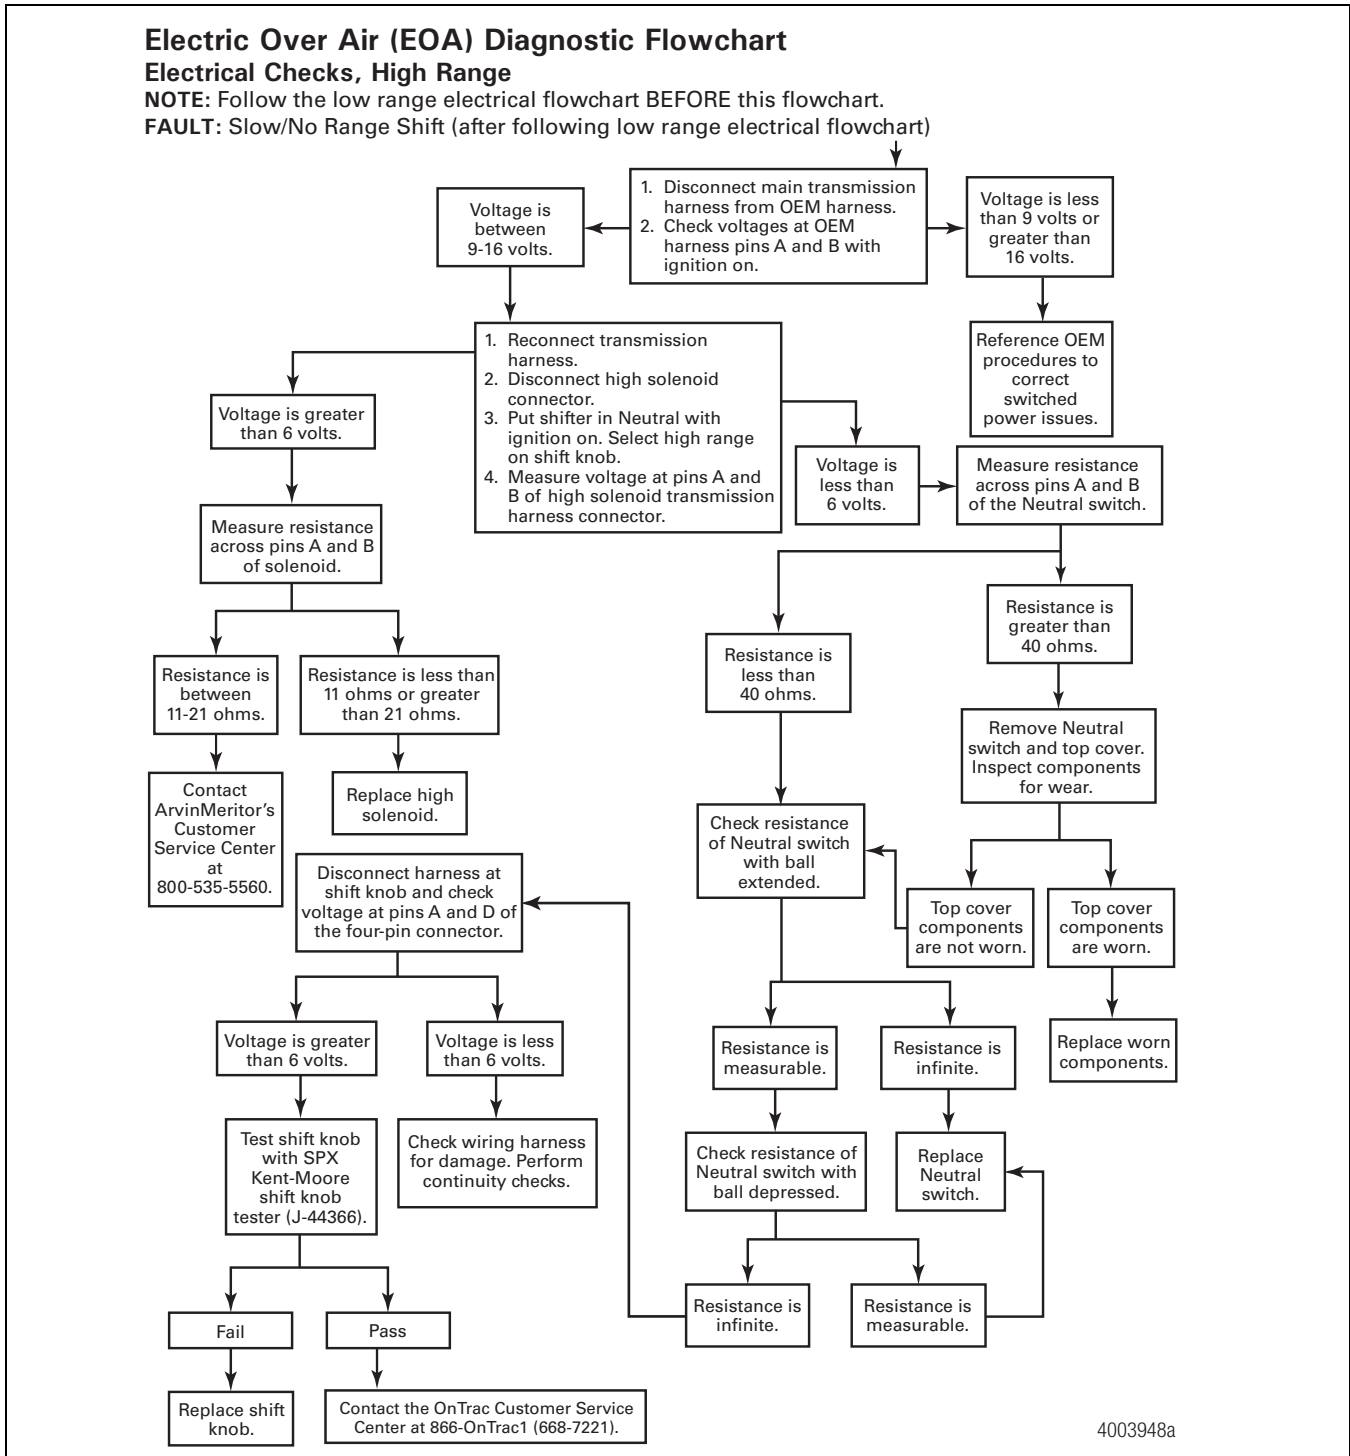 Electric Over Air (EOA) Diagnostic Flowchart
Electrical Checks, High Range
NOTE: Follow the low range electrical flowchart BEFORE this flowchart.
FAULT: Slow/No Range Shift (after following low range electrical flowchart)
1. Disconnect main transmission
harness from OEM harness.
2. Check voltages at OEM
harness pins A and B with
ignition on.
Voltage is
between
9-16 volts.
Voltage is less
than 9 volts or
greater than
16 volts.
Reference OEM
procedures to
correct
switched
power issues.
1. Reconnect transmission
harness.
2. Disconnect high solenoid
connector.
3. Put shifter in Neutral with
ignition on. Select high range
on shift knob.
4. Measure voltage at pins A and
B of high solenoid transmission
harness connector.
Voltage is greater
than 6 volts.
Voltage is
less than
6 volts.
Measure resistance
across pins A and B
of the Neutral switch.
Measure resistance
across pins A and B
of solenoid.
Resistance is
between
11-21 ohms.
Resistance is less than
11 ohms or greater
than 21 ohms.
Contact
ArvinMeritor's
Customer
Service Center
at
800-535-5560.
Replace high
solenoid.
Resistance is
less than
40 ohms.
Resistance is
greater than
40 ohms.
Remove Neutral
switch and top cover.
Inspect components
for wear.
Check resistance
of Neutral switch
with ball
extended.
Top cover
components
are not worn.
Top cover
components
are worn.
Replace worn
components.
Disconnect harness at
shift knob and check
voltage at pins A and D of
the four-pin connector.
Voltage is greater
than 6 volts.
Voltage is less
than 6 volts.
Resistance is
measurable.
Resistance is
infinite.
Test shift knob
with SPX
Kent-Moore
shift knob
tester (J-44366).
Check wiring harness
for damage. Perform
continuity checks.
Check resistance of
Neutral switch with
ball depressed.
Replace
Neutral
switch.
Resistance is
infinite.
Resistance is
measurable.
Fail
Pass
Replace shift
knob.
Contact the OnTrac Customer Service
Center at 866-OnTrac1 (668-7221).
4003948a